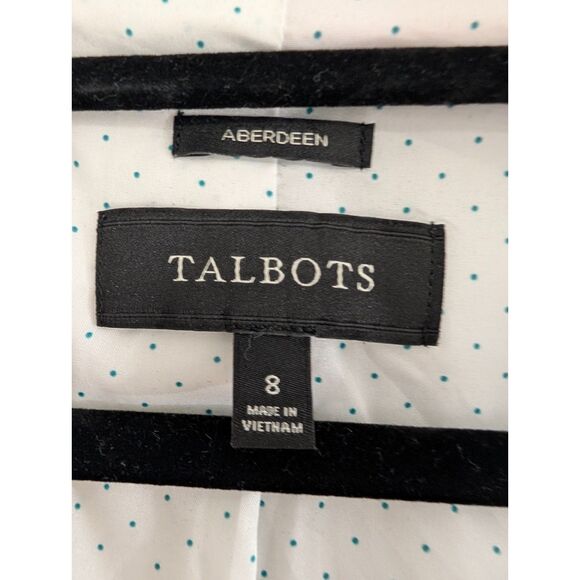 ABERDEEN
TALBOTS
8
MADE IN
VIETNAM